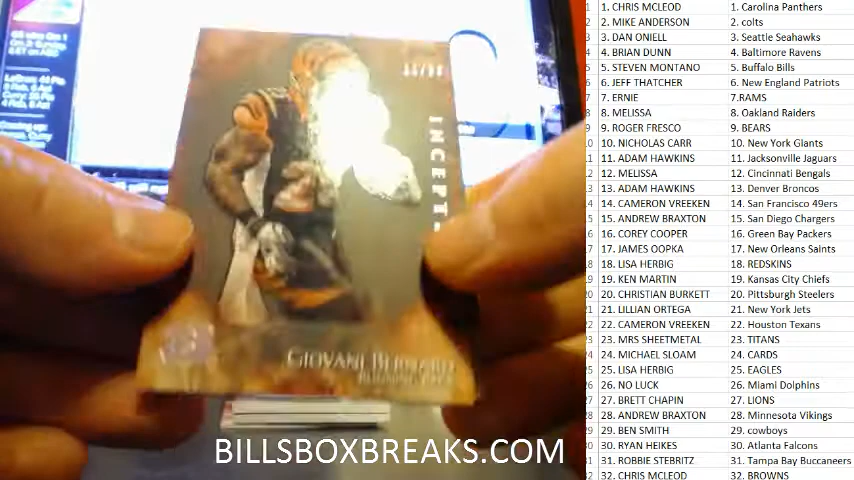 INCEPT
GIOVANI BERNARD
RUNNING BACK
BILLSBOXBREAKS.COM
1. CHRIS MCLEOD 1. Carolina Panthers
2. MIKE ANDERSON 2. colts
3. DAN ONIELL 3. Seattle Seahawks
4. BRIAN DUNN 4. Baltimore Ravens
5. STEVEN MONTANO 5. Buffalo Bills
6. JEFF THATCHER 6. New England Patriots
7. ERNIE 7.RAMS
8. MELISSA 8. Oakland Raiders
9. ROGER FRESCO 9. BEARS
10. NICHOLAS CARR 10. New York Giants
11. ADAM HAWKINS 11. Jacksonville Jaguars
12. MELISSA 12. Cincinnati Bengals
13. ADAM HAWKINS 13. Denver Broncos
14. CAMERON VREEKEN 14. San Francisco 49ers
15. ANDREW BRAXTON 15. San Diego Chargers
16. COREY COOPER 16. Green Bay Packers
17. JAMES OOPKA 17. New Orleans Saints
18. LISA HERBIG 18. REDSKINS
19. KEN MARTIN 19. Kansas City Chiefs
20. CHRISTIAN BURKETT 20. Pittsburgh Steelers
21. LILLIAN ORTEGA 21. New York Jets
22. CAMERON VREEKEN 22. Houston Texans
23. MRS SHEETMETAL 23. TITANS
24. MICHAEL SLOAM 24. CARDS
25. LISA HERBIG 25. EAGLES
26. NO LUCK 26. Miami Dolphins
27. BRETT CHAPIN 27. LIONS
28. ANDREW BRAXTON 28. Minnesota Vikings
29. BEN SMITH 29. cowboys
30. RYAN HEIKES 30. Atlanta Falcons
31. ROBBIE STEBRITZ 31. Tampa Bay Buccaneers
32. CHRIS MCLEOD 32. BROWNS